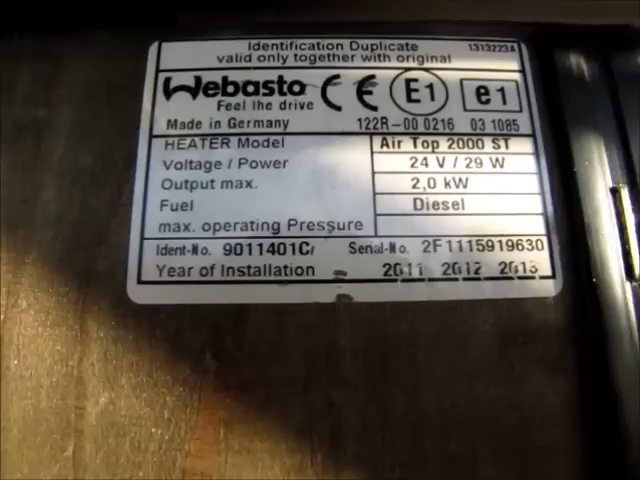 Identification Duplicate 1313223A
valid only together with original
Webasto CE E1 e1
Feel the drive
Made in Germany 122R-00 0216 03 1085
HEATER Model Air Top 2000 ST
Voltage / Power 24 V / 29 W
Output max. 2,0 kW
Fuel Diesel
max. operating Pressure
Ident-No. 9011401C Serial-No. 2F1115919630
Year of Installation 2011 2012 2013